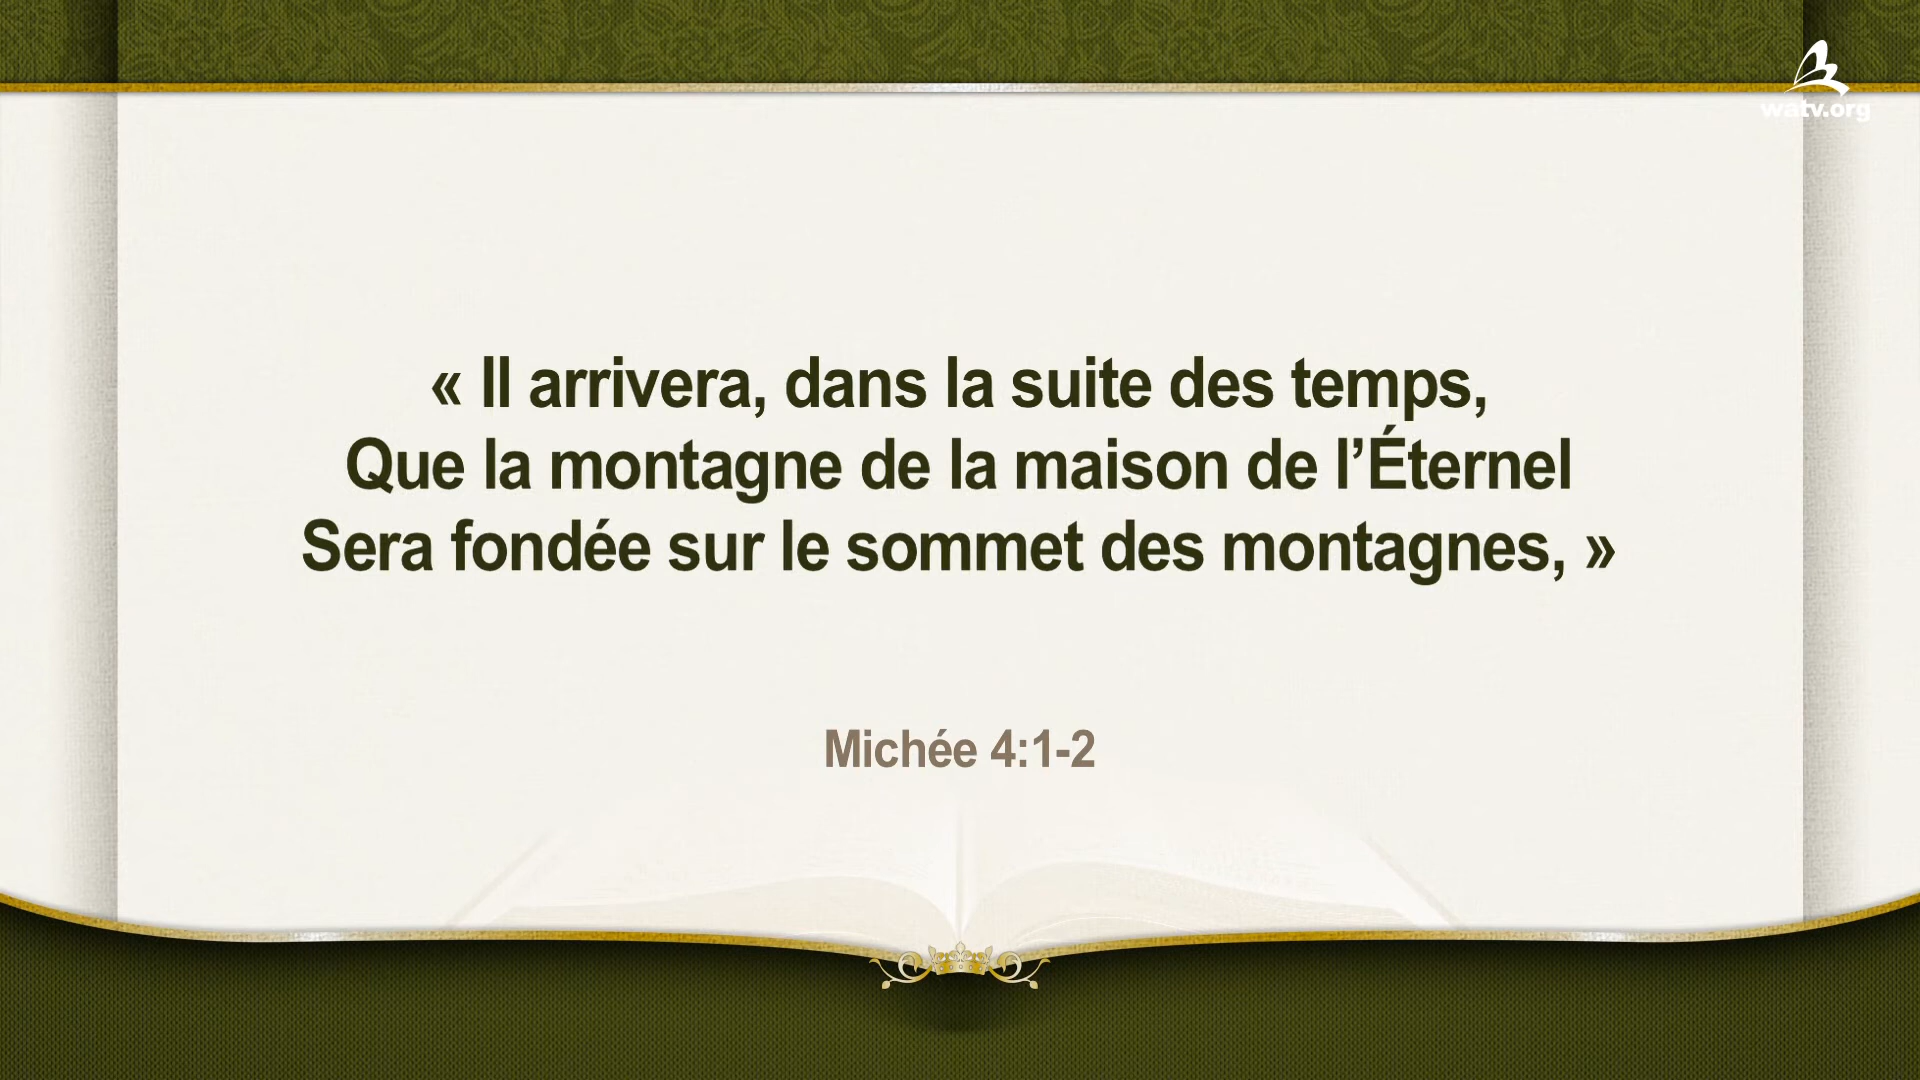 watv.org
« Il arrivera, dans la suite des temps,
Que la montagne de la maison de l’Éternel
Sera fondée sur le sommet des montagnes, »
Michée 4:1-2